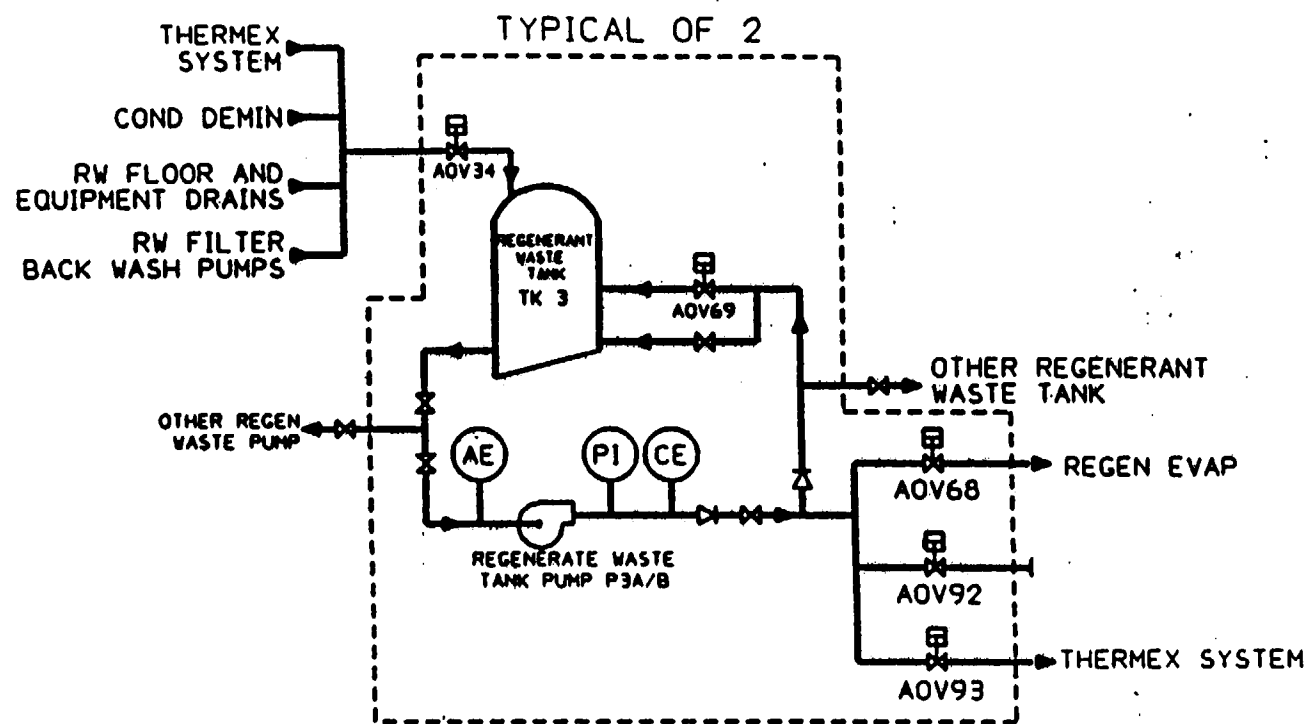 TYPICAL OF 2
THERMEX
SYSTEM
COND DEMIN
RW FLOOR AND
EQUIPMENT DRAINS
RW FILTER
BACK WASH PUMPS
AOV34
REGENERANT
WASTE
TANK
TK 3
AOV69
OTHER REGENERANT
WASTE TANK
OTHER REGEN
WASTE PUMP
AE
PI
CE
REGENERATE WASTE
TANK PUMP P3A/B
AOV68
REGEN EVAP
AOV92
AOV93
THERMEX SYSTEM